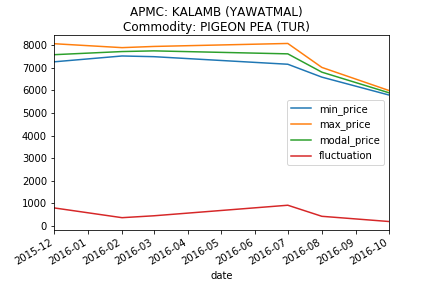 APMC: KALAMB (YAWATMAL)
Commodity: PIGEON PEA (TUR)
8000
7000
6000
5000
4000
3000
2000
1000
0
min_price
max_price
modal_price
fluctuation
2015-12
2016-01
2016-02
2016-03
2016-04
2016-05
2016-06
2016-07
2016-08
2016-09
2016-10
date